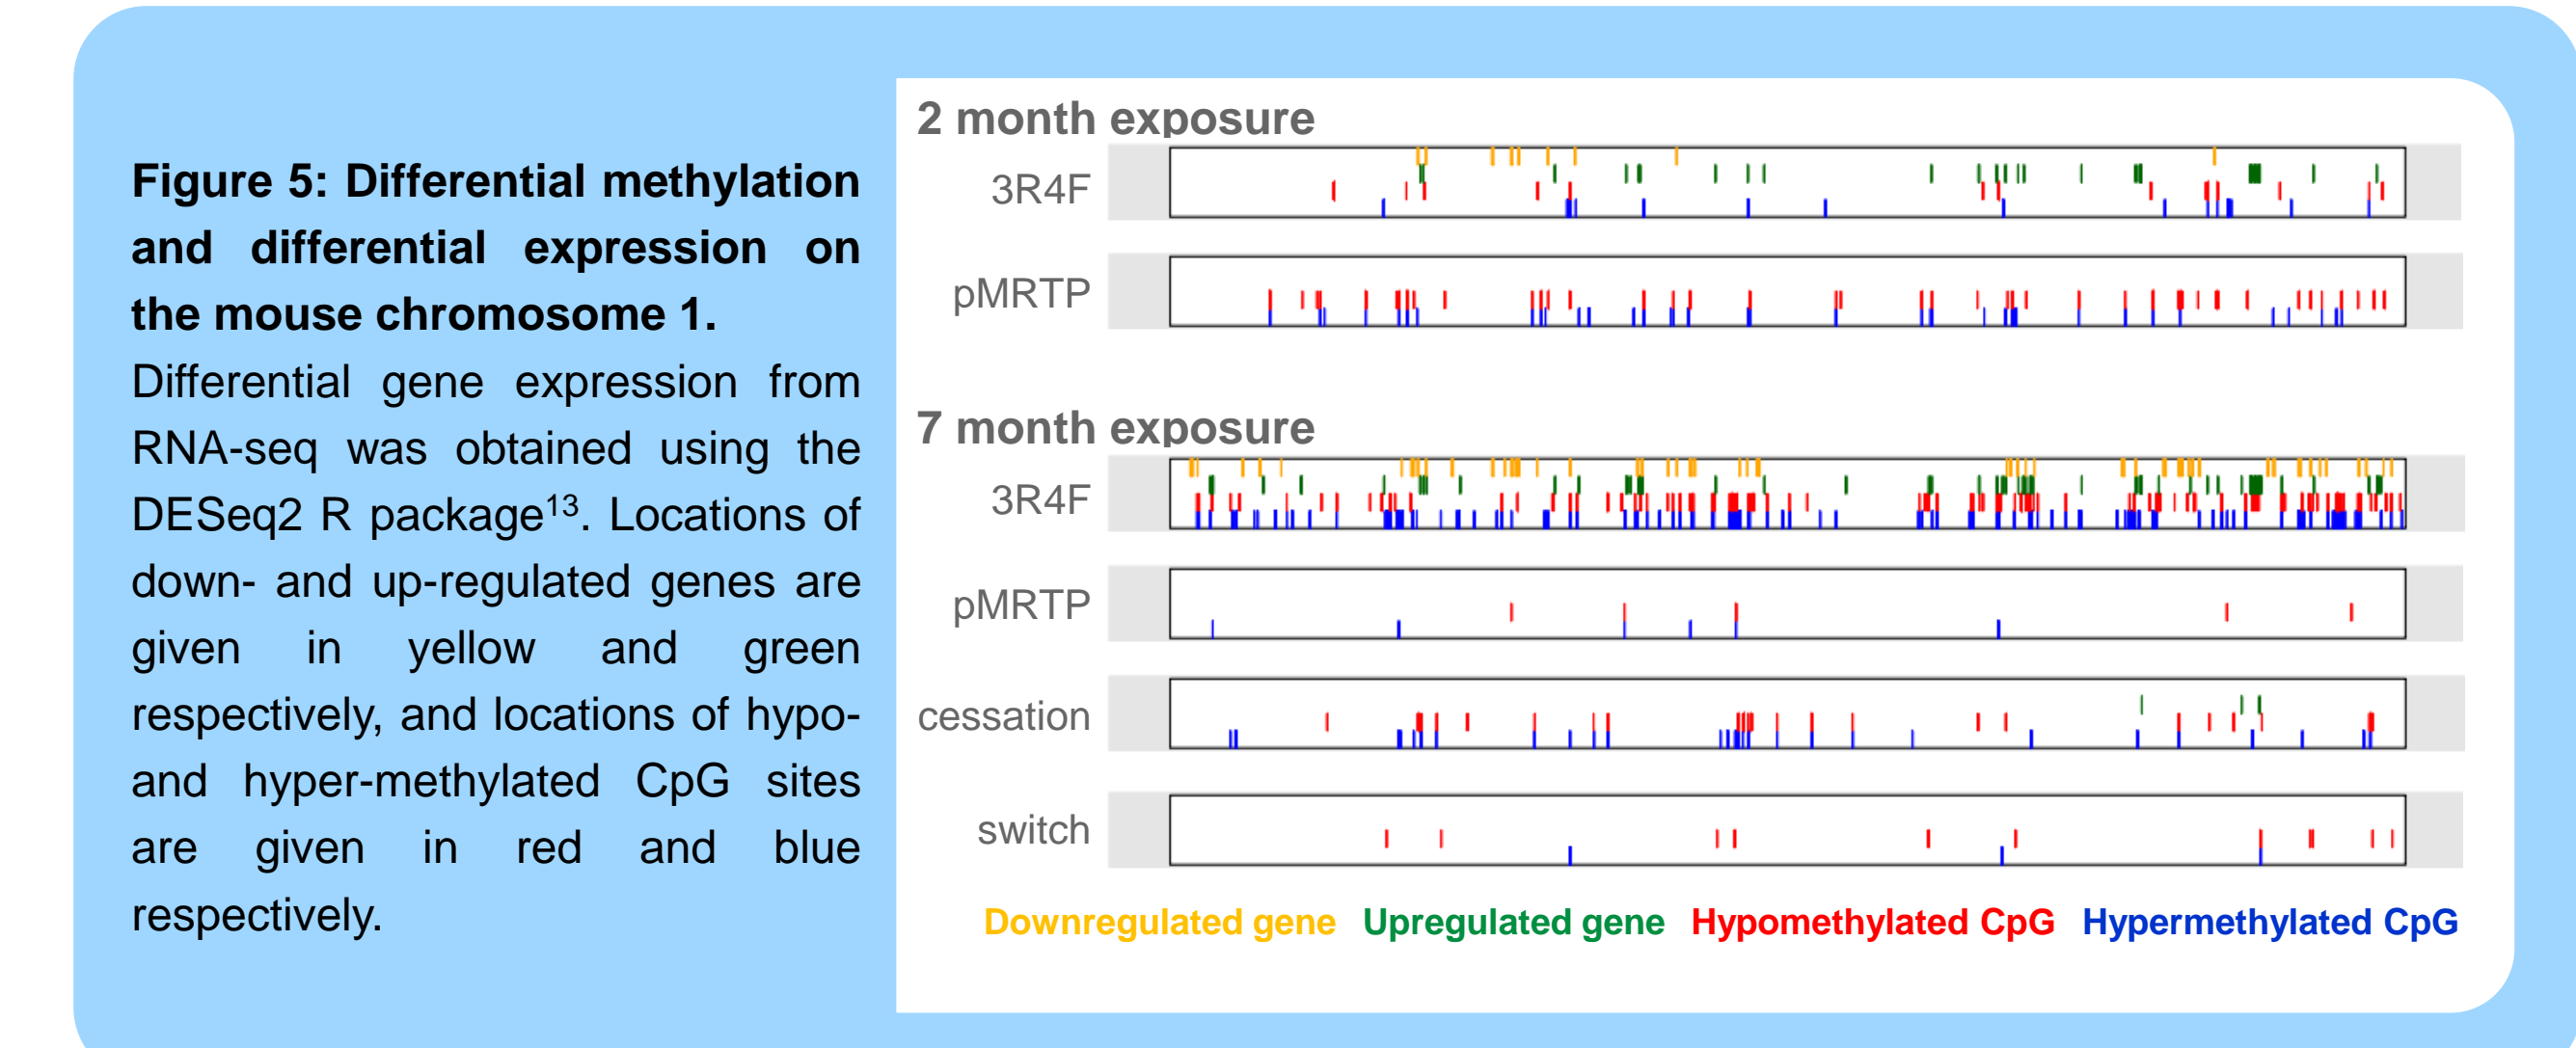 Figure 5: Differential methylation
and differential expression on
the mouse chromosome 1.
Differential gene expression from
RNA-seq was obtained using the
DESeq2 R package¹³. Locations of
down- and up-regulated genes are
given in yellow and green
respectively, and locations of hypo-
and hyper-methylated CpG sites
are given in red and blue
respectively.
2 month exposure
3R4F
pMRTP
7 month exposure
3R4F
pMRTP
cessation
switch
Downregulated gene Upregulated gene Hypomethylated CpG Hypermethylated CpG